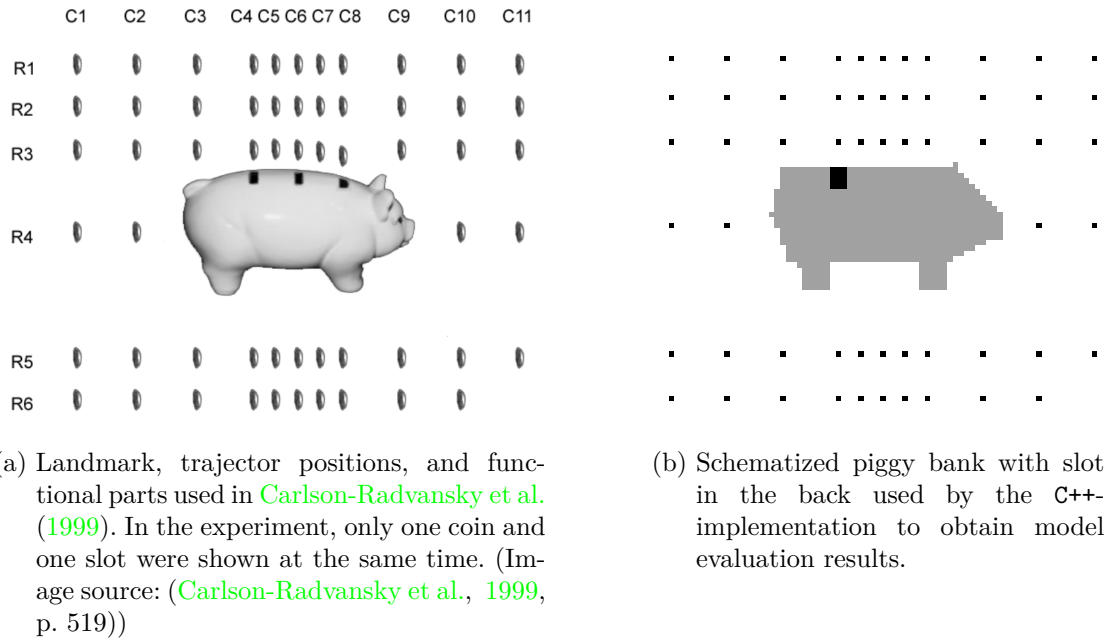 C1 C2 C3 C4 C5 C6 C7 C8 C9 C10 C11
R1
R2
R3
R4
R5
R6
a) Landmark, trajector positions, and func-
tional parts used in Carlson-Radvansky et al.
(1999). In the experiment, only one coin and
one slot were shown at the same time. (Im-
age source: (Carlson-Radvansky et al., 1999,
p. 519))
(b) Schematized piggy bank with slot
in the back used by the C++-
implementation to obtain model
evaluation results.